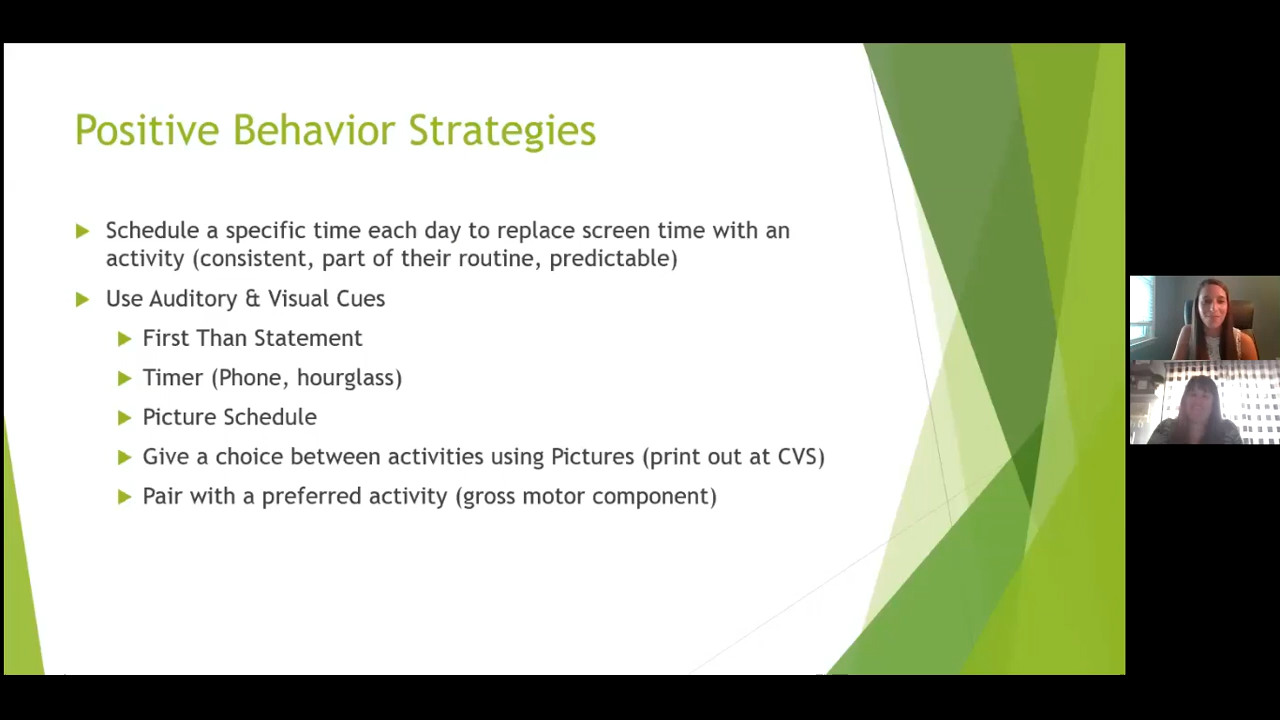 Positive Behavior Strategies
Schedule a specific time each day to replace screen time with an
activity (consistent, part of their routine, predictable)
Use Auditory & Visual Cues
First Than Statement
Timer (Phone, hourglass)
Picture Schedule
Give a choice between activities using Pictures (print out at CVS)
Pair with a preferred activity (gross motor component)